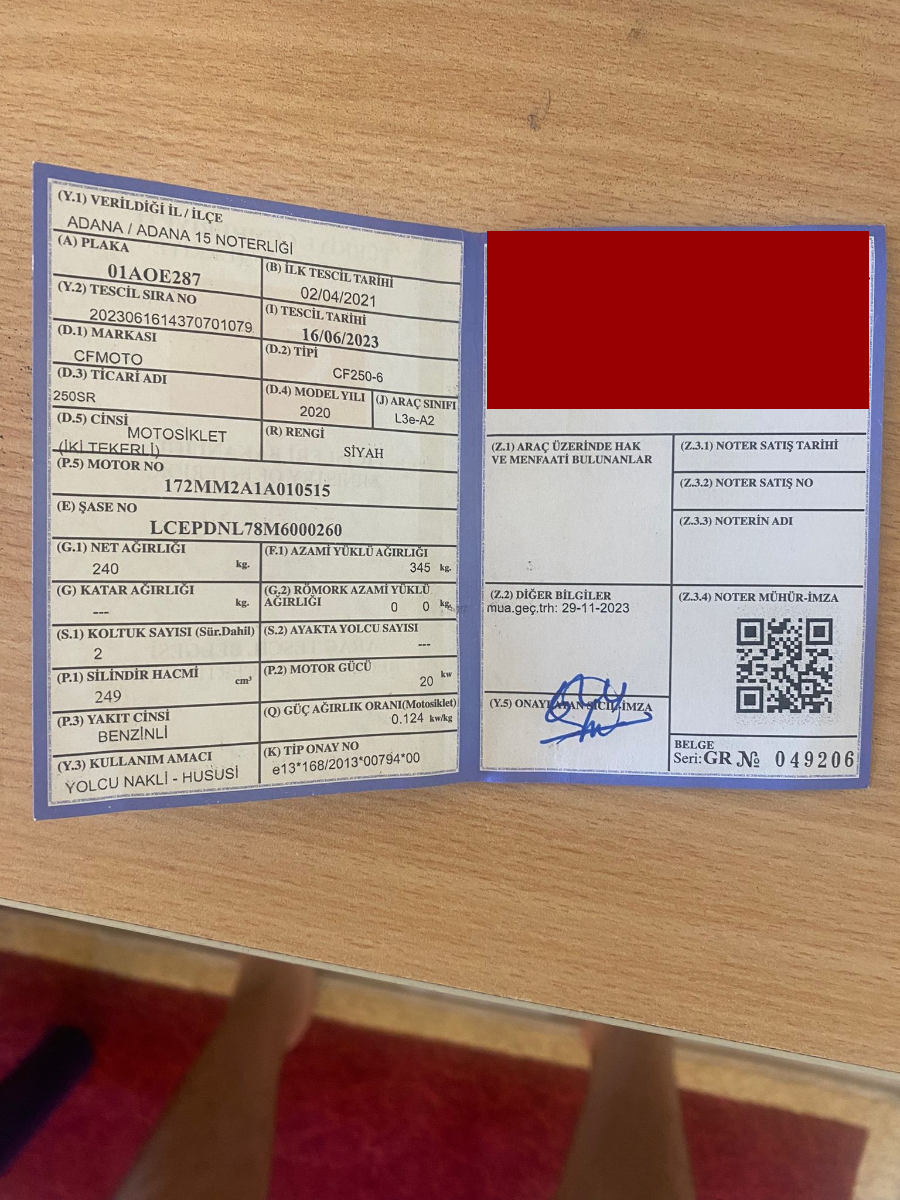 (Y.1) VERİLDİĞİ İL / İLÇE
ADANA / ADANA 15 NOTERLİĞİ
(A) PLAKA
01AOE287
(B) İLK TESCİL TARİHİ
02/04/2021
(Y.2) TESCİL SIRA NO
2023061614370701079
(I) TESCİL TARİHİ
16/06/2023
(D.1) MARKASI
CFMOTO
(D.2) TİPİ
CF250-6
(D.3) TİCARİ ADI
250SR
(D.4) MODEL YILI
2020
(J) ARAÇ SINIFI
L3e-A2
(D.5) CİNSİ
MOTOSİKLET
(İKİ TEKERLİ)
(R) RENGİ
SİYAH
(P.5) MOTOR NO
172MM2A1A010515
(E) ŞASE NO
LCEPDNL78M6000260
(G.1) NET AĞIRLIĞI
240 kg.
(F.1) AZAMİ YÜKLÜ AĞIRLIĞI
345 kg.
(G) KATAR AĞIRLIĞI
--- kg.
(G.2) RÖMORK AZAMİ YÜKLÜ
AĞIRLIĞI 0 0 kg.
(S.1) KOLTUK SAYISI (Sür.Dahil)
2
(S.2) AYAKTA YOLCU SAYISI
---
(P.1) SİLİNDİR HACMİ cm³
249
(P.2) MOTOR GÜCÜ kw
20
(P.3) YAKIT CİNSİ
BENZİNLİ
(Q) GÜÇ AĞIRLIK ORANI(Motosiklet)
0.124 kw/kg
(Y.3) KULLANIM AMACI
YOLCU NAKLİ - HUSUSİ
(K) TİP ONAY NO
e13*168/2013*00794*00
(Z.1) ARAÇ ÜZERİNDE HAK
VE MENFAATİ BULUNANLAR
(Z.3.1) NOTER SATIŞ TARİHİ
(Z.3.2) NOTER SATIŞ NO
(Z.3.3) NOTERİN ADI
(Z.2) DİĞER BİLGİLER
mua.geç.trh: 29-11-2023
(Z.3.4) NOTER MÜHÜR-İMZA
(Y.5) ONAYLAYAN SİCİL-İMZA
BELGE
Seri: GR № 049206